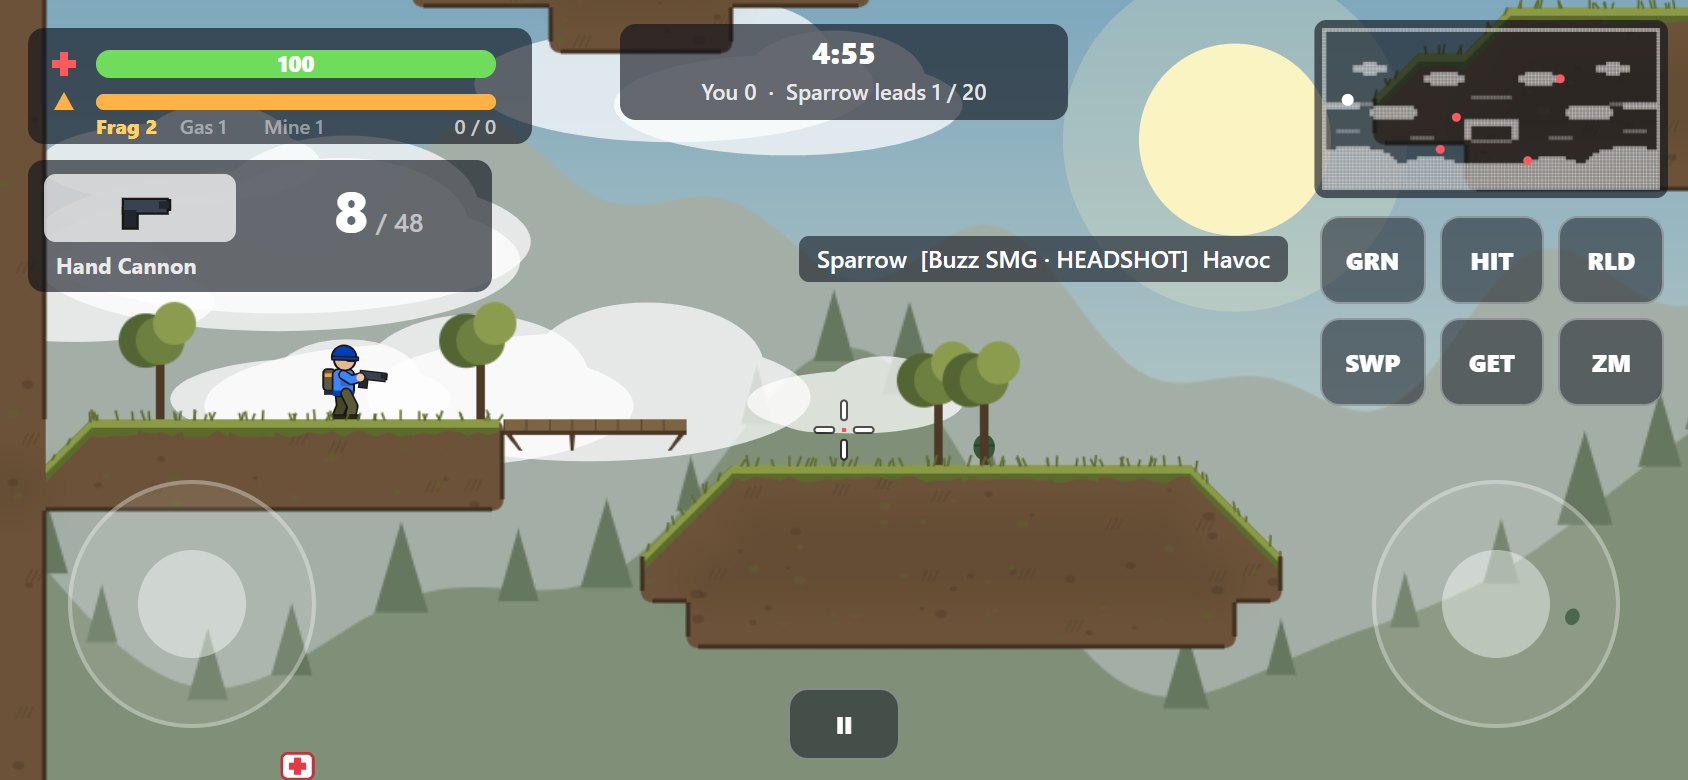 100
Frag 2 Gas 1 Mine 1 0 / 0
8 / 48
Hand Cannon
4:55
You 0 · Sparrow leads 1 / 20
Sparrow [Buzz SMG · HEADSHOT] Havoc
GRN HIT RLD
SWP GET ZM